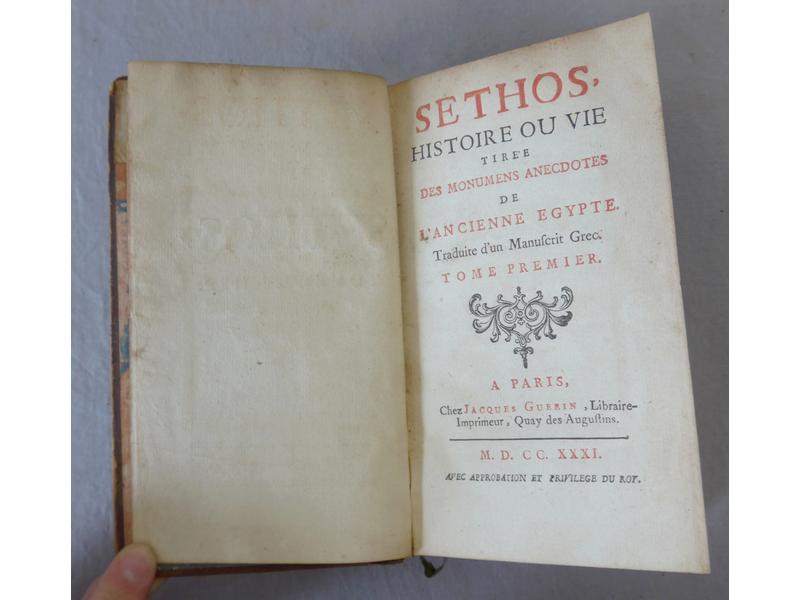 SETHOS,
HISTOIRE OU VIE
TIRE'E
DES MONUMENS ANECDOTES
DE
L'ANCIENNE EGYPTE.
Traduite d'un Manuſcrit Grec.
TOME PREMIER.
A PARIS,
Chez JACQUES GUERIN, Libraire-
Imprimeur, Quay des Auguſtins.
M. D. CC. XXXI.
AVEC APPROBATION ET PRIVILEGE DU ROY.